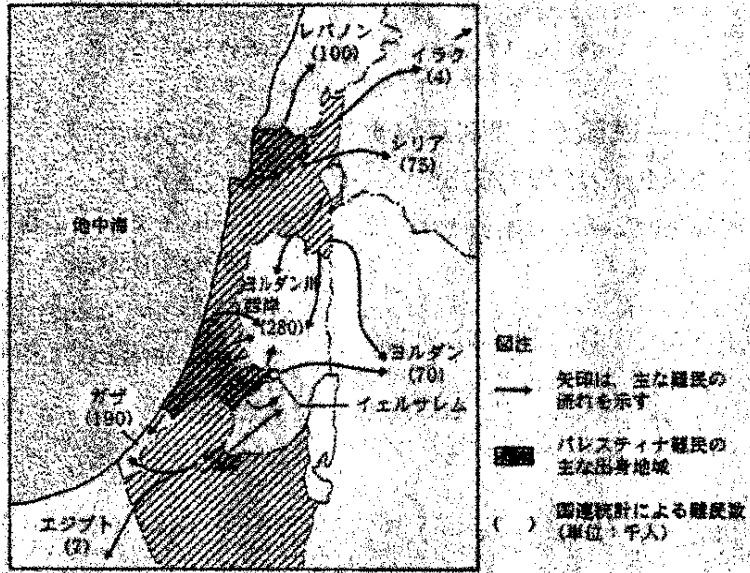 レバノン
(100)
イラク
(4)
シリア
(75)
地中海
ヨルダン川
西岸
(280)
ヨルダン
(70)
イェルサレム
ガザ
(190)
エジプト
(7)
図注
矢印は、主な難民の
流れを示す
パレスティナ難民の
主な出身地域
( ) 国連統計による難民数
(単位：千人)